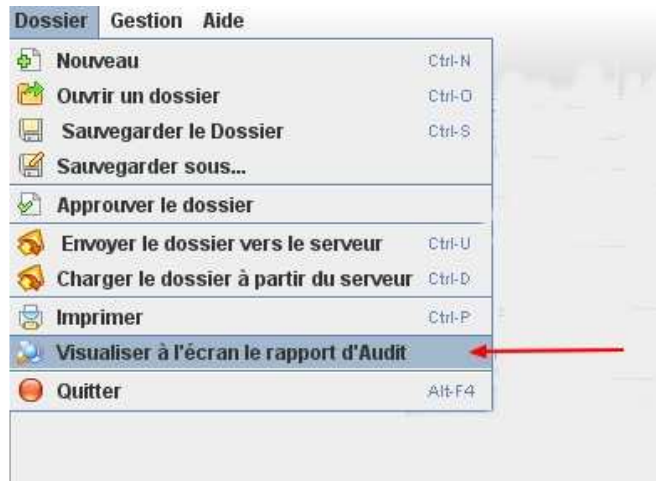 Dossier Gestion Aide
Nouveau Ctrl-N
Ouvrir un dossier Ctrl-O
Sauvegarder le Dossier Ctrl-S
Sauvegarder sous...
Approuver le dossier
Envoyer le dossier vers le serveur Ctrl-U
Charger le dossier à partir du serveur Ctrl-D
Imprimer Ctrl-P
Visualiser à l'écran le rapport d'Audit
Quitter Alt-F4